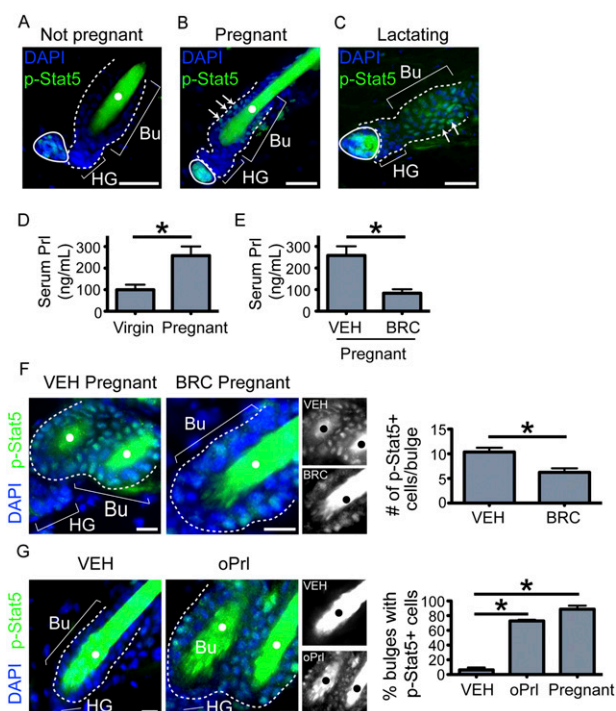 A
Not pregnant
DAPI
p-Stat5
Bu
HG
B
Pregnant
DAPI
p-Stat5
Bu
HG
C
Lactating
DAPI
p-Stat5
Bu
HG
D
*
Serum Prl
(ng/mL)
300
200
100
0
Virgin
Pregnant
E
*
Serum Prl
(ng/mL)
300
200
100
0
VEH
BRC
Pregnant
F
VEH Pregnant
BRC Pregnant
DAPI p-Stat5
HG
Bu
Bu
VEH
BRC
*
# of p-Stat5+
cells/bulge
15
10
5
0
VEH
BRC
G
VEH
oPrl
DAPI p-Stat5
Bu
HG
Bu
HG
VEH
oPrl
*
*
% bulges with
p-Stat5+ cells
100
80
60
40
20
0
VEH
oPrl
Pregnant